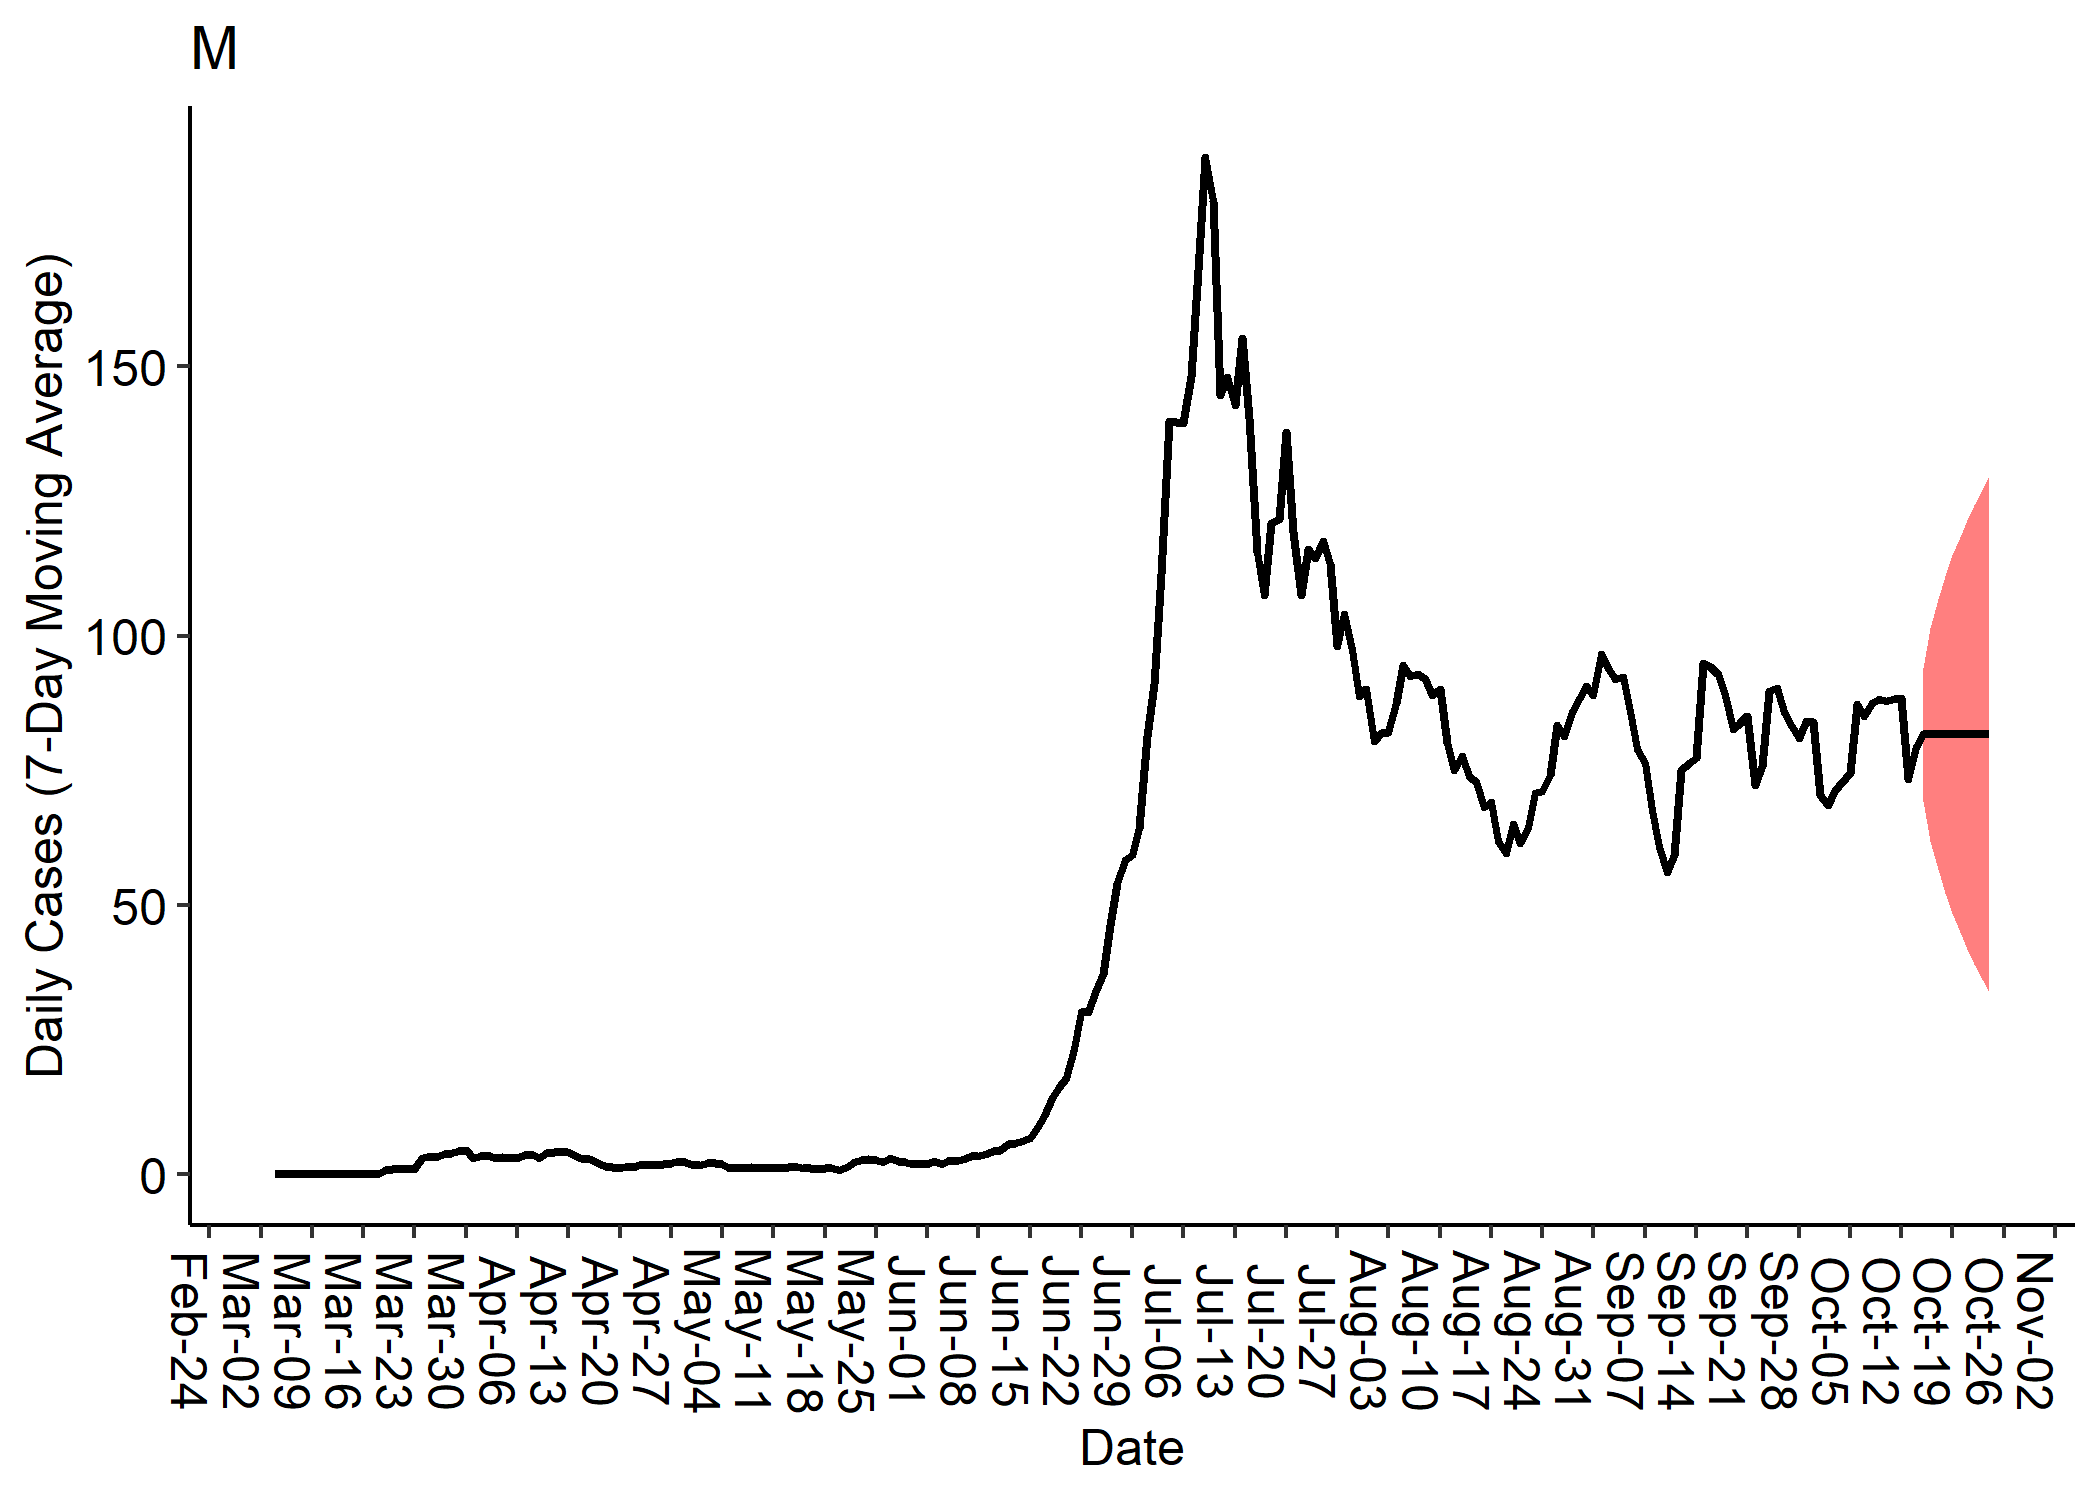 M
Daily Cases (7-Day Moving Average)
150
100
50
0
Feb-24
Mar-02
Mar-09
Mar-16
Mar-23
Mar-30
Apr-06
Apr-13
Apr-20
Apr-27
May-04
May-11
May-18
May-25
Jun-01
Jun-08
Jun-15
Jun-22
Jun-29
Jul-06
Jul-13
Jul-20
Jul-27
Aug-03
Aug-10
Aug-17
Aug-24
Aug-31
Sep-07
Sep-14
Sep-21
Sep-28
Oct-05
Oct-12
Oct-19
Oct-26
Nov-02
Date